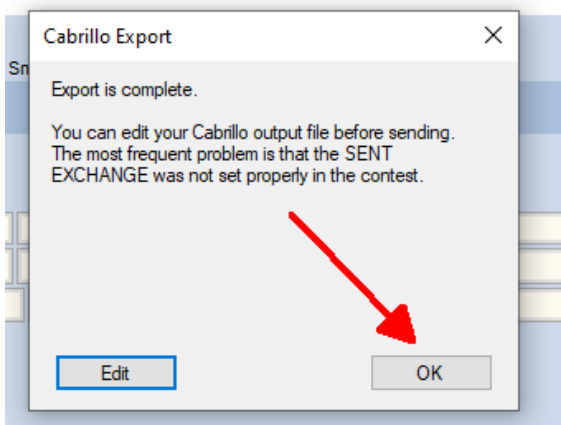 Cabrillo Export
Export is complete.
You can edit your Cabrillo output file before sending.
The most frequent problem is that the SENT
EXCHANGE was not set properly in the contest.
Edit
OK